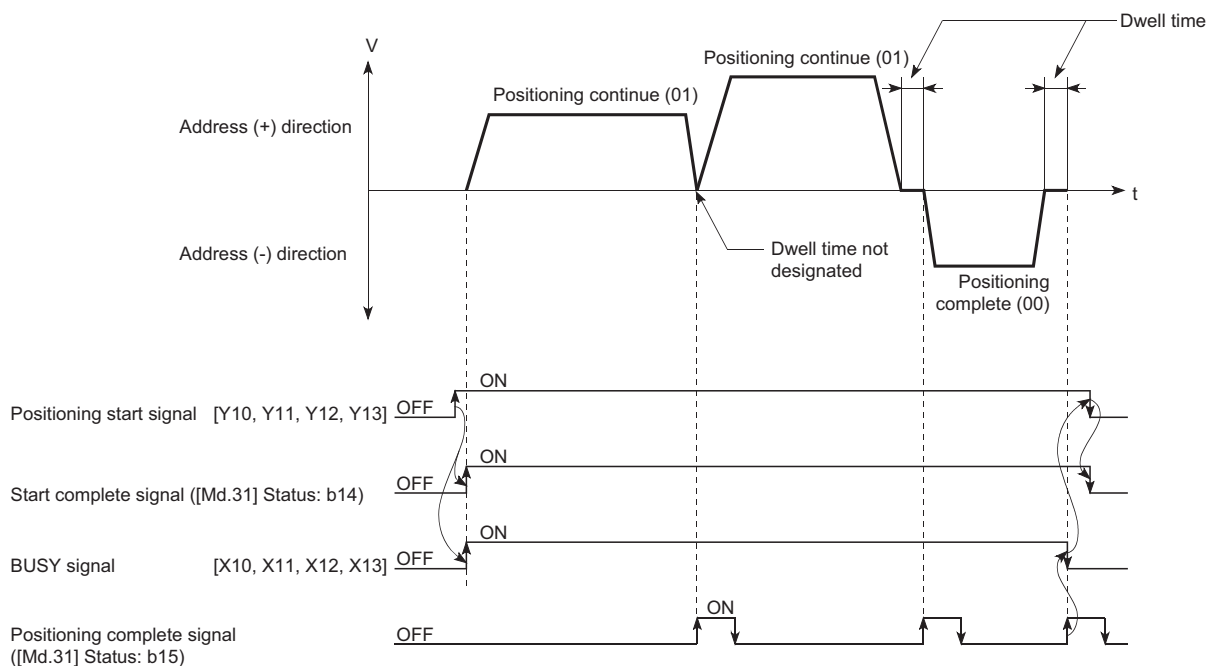 Dwell time
V
Positioning continue (01)
Positioning continue (01)
Address (+) direction
t
Address (-) direction
Dwell time not
designated
Positioning
complete (00)
ON
Positioning start signal [Y10, Y11, Y12, Y13] OFF
ON
Start complete signal ([Md.31] Status: b14) OFF
ON
BUSY signal [X10, X11, X12, X13] OFF
ON
Positioning complete signal OFF
([Md.31] Status: b15)